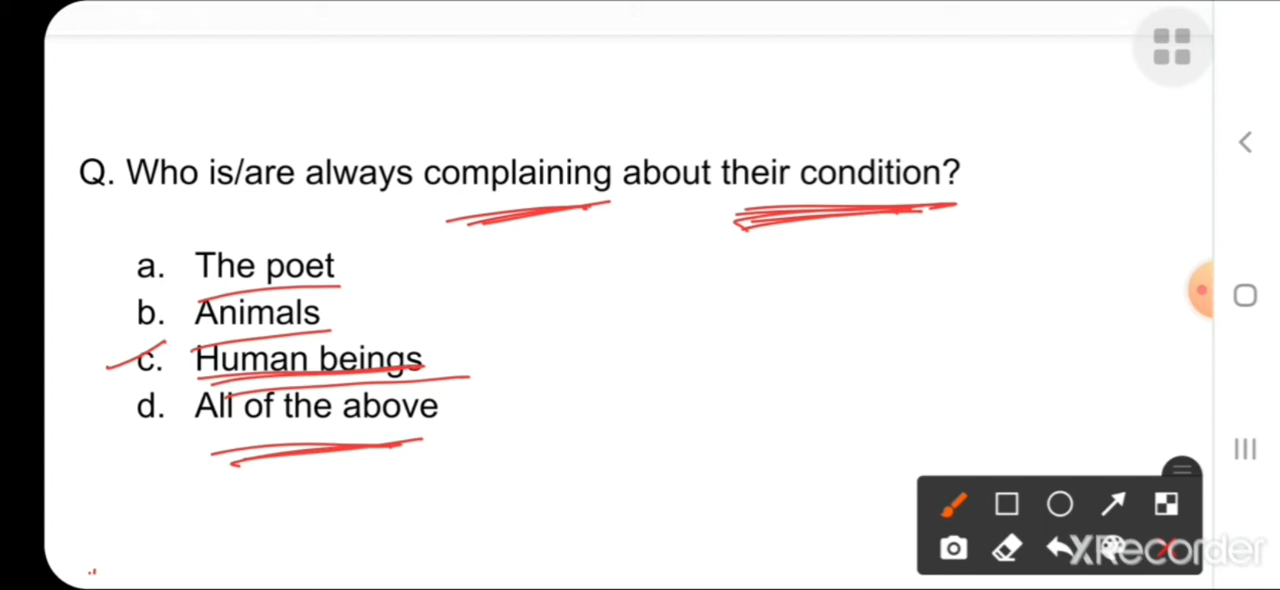 Q. Who is/are always complaining about their condition?
a. The poet
b. Animals
c. Human beings
d. All of the above
XRecorder